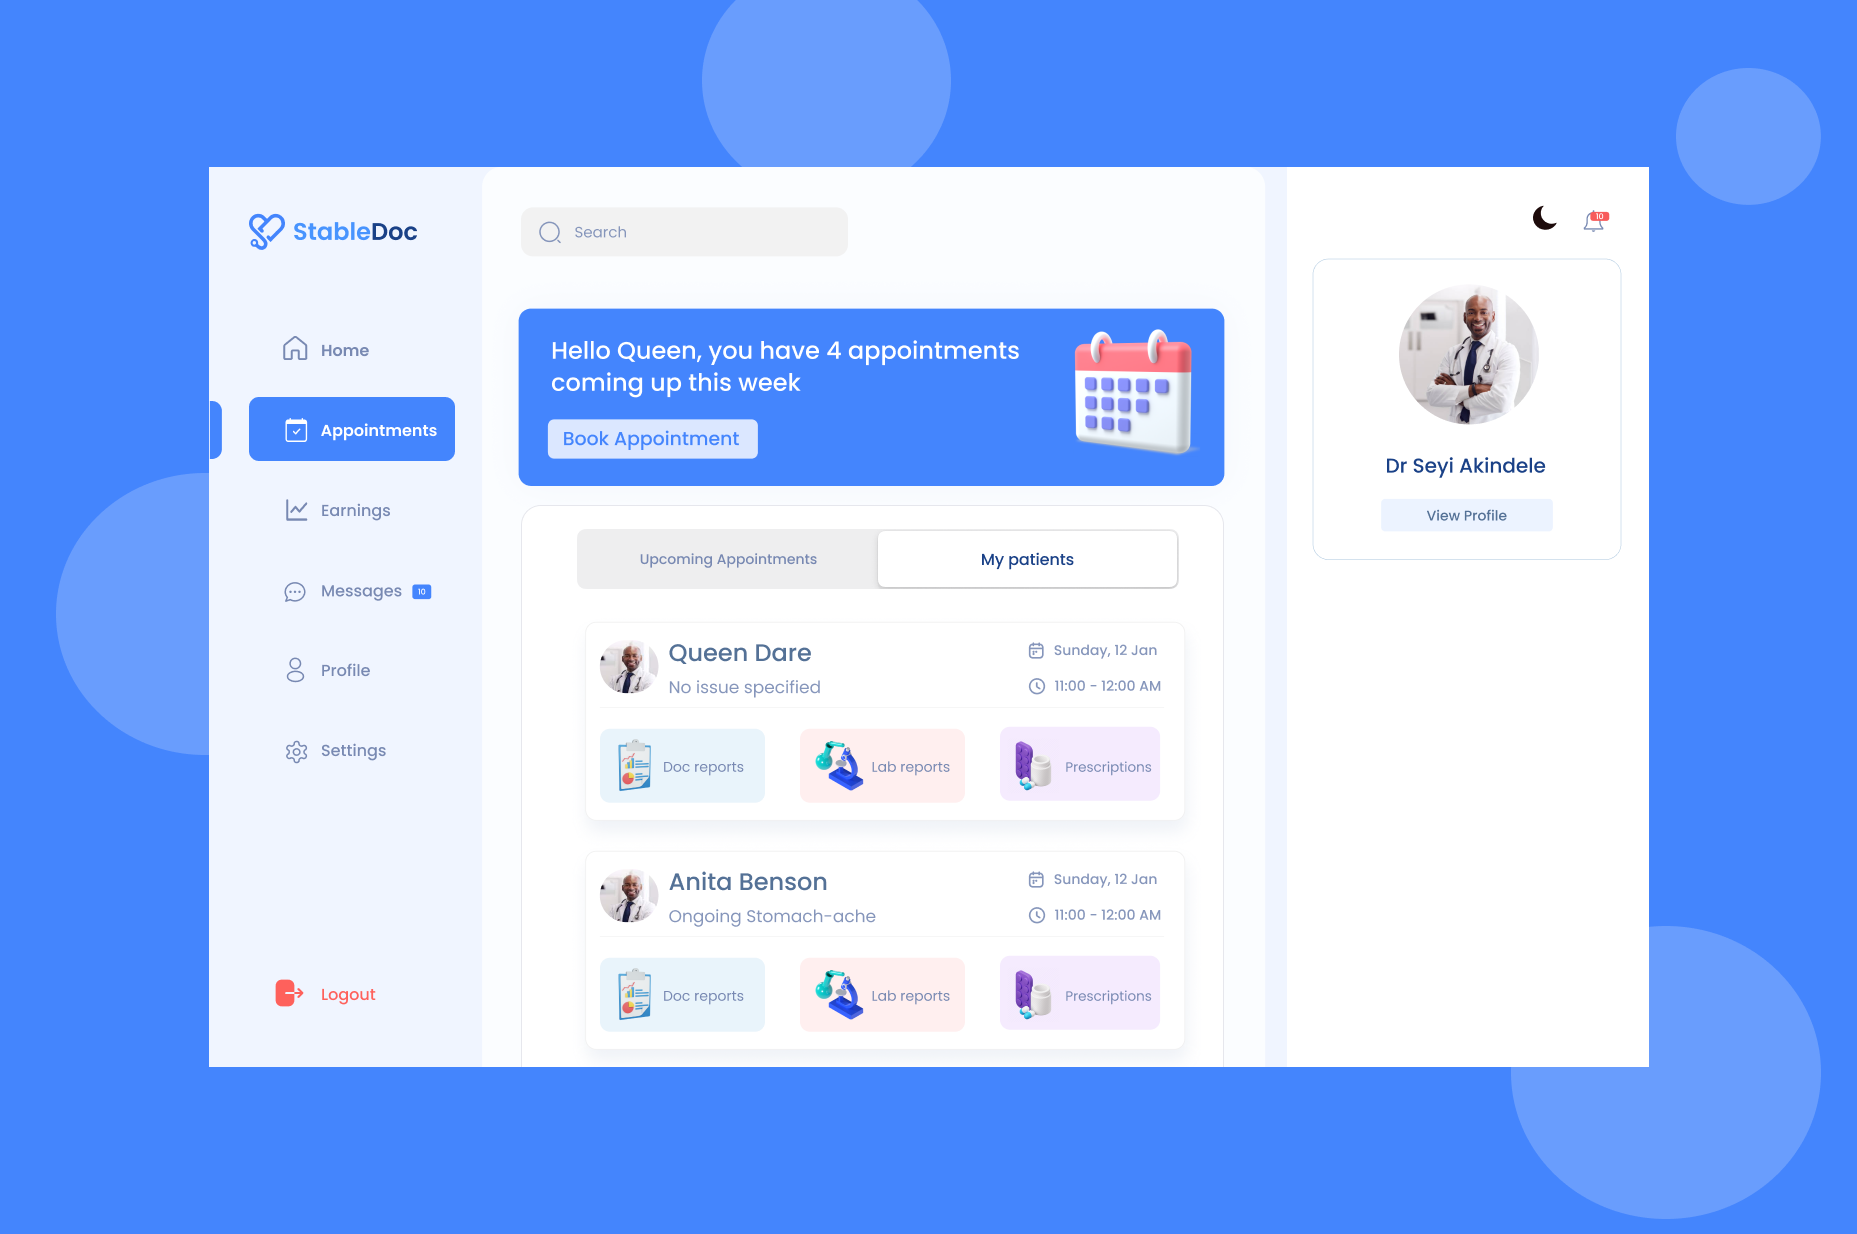 StableDoc
Home
Appointments
Earnings
Messages 10
Profile
Settings
Logout
Search
Hello Queen, you have 4 appointments
coming up this week
Book Appointment
Upcoming Appointments
My patients
Queen Dare
No issue specified
Sunday, 12 Jan
11:00 - 12:00 AM
Doc reports
Lab reports
Prescriptions
Anita Benson
Ongoing Stomach-ache
Sunday, 12 Jan
11:00 - 12:00 AM
Doc reports
Lab reports
Prescriptions
10
Dr Seyi Akindele
View Profile